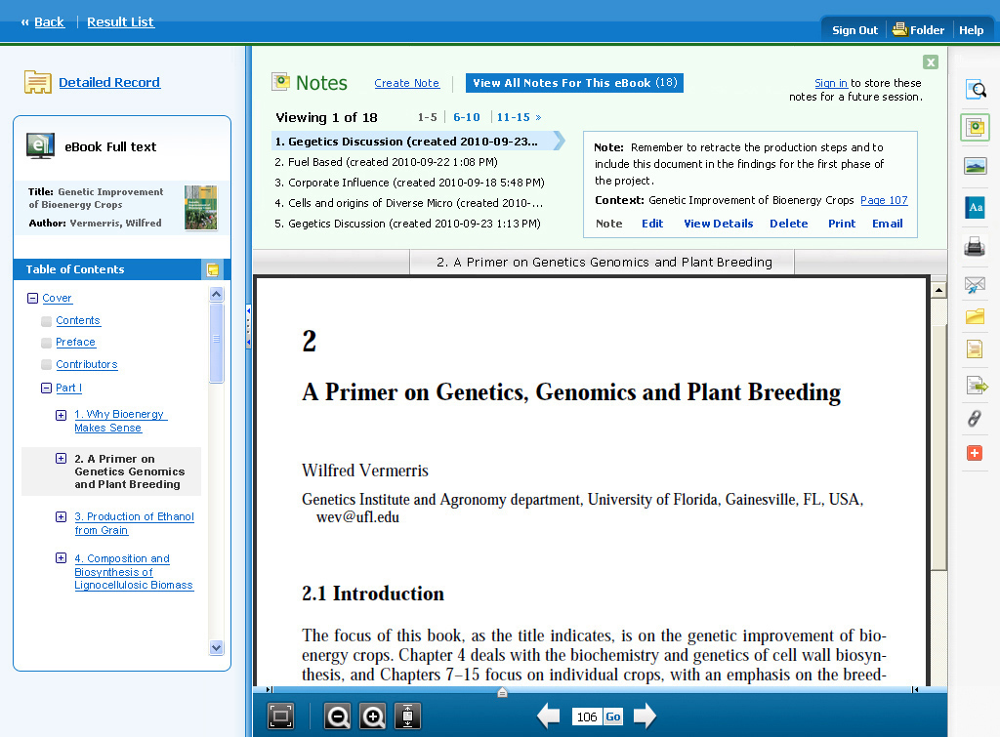 « Back | Result List
Sign Out | Folder | Help
Detailed Record
eBook Full text
Title: Genetic Improvement
of Bioenergy Crops
Author: Vermerris, Wilfred
Table of Contents
Cover
Contents
Preface
Contributors
Part I
1. Why Bioenergy
Makes Sense
2. A Primer on
Genetics Genomics
and Plant Breeding
3. Production of Ethanol
from Grain
4. Composition and
Biosynthesis of
Lignocellulosic Biomass
Notes
Create Note
View All Notes For This eBook (18)
Sign in to store these
notes for a future session.
Viewing 1 of 18
1-5 | 6-10 | 11-15 »
1. Gegetics Discussion (created 2010-09-23...
2. Fuel Based (created 2010-09-22 1:08 PM)
3. Corporate Influence (created 2010-09-18 5:48 PM)
4. Cells and origins of Diverse Micro (created 2010-...
5. Gegetics Discussion (created 2010-09-23 1:13 PM)
Note: Remember to retracte the production steps and to
include this document in the findings for the first phase of
the project.
Context: Genetic Improvement of Bioenergy Crops Page 107
Note Edit View Details Delete Print Email
2. A Primer on Genetics Genomics and Plant Breeding
2
A Primer on Genetics, Genomics and Plant Breeding
Wilfred Vermerris
Genetics Institute and Agronomy department, University of Florida, Gainesville, FL, USA,
wev@ufl.edu
2.1 Introduction
The focus of this book, as the title indicates, is on the genetic improvement of bio-
energy crops. Chapter 4 deals with the biochemistry and genetics of cell wall biosyn-
thesis, and Chapters 7–15 focus on individual crops, with an emphasis on the breed-
106 Go
Aa